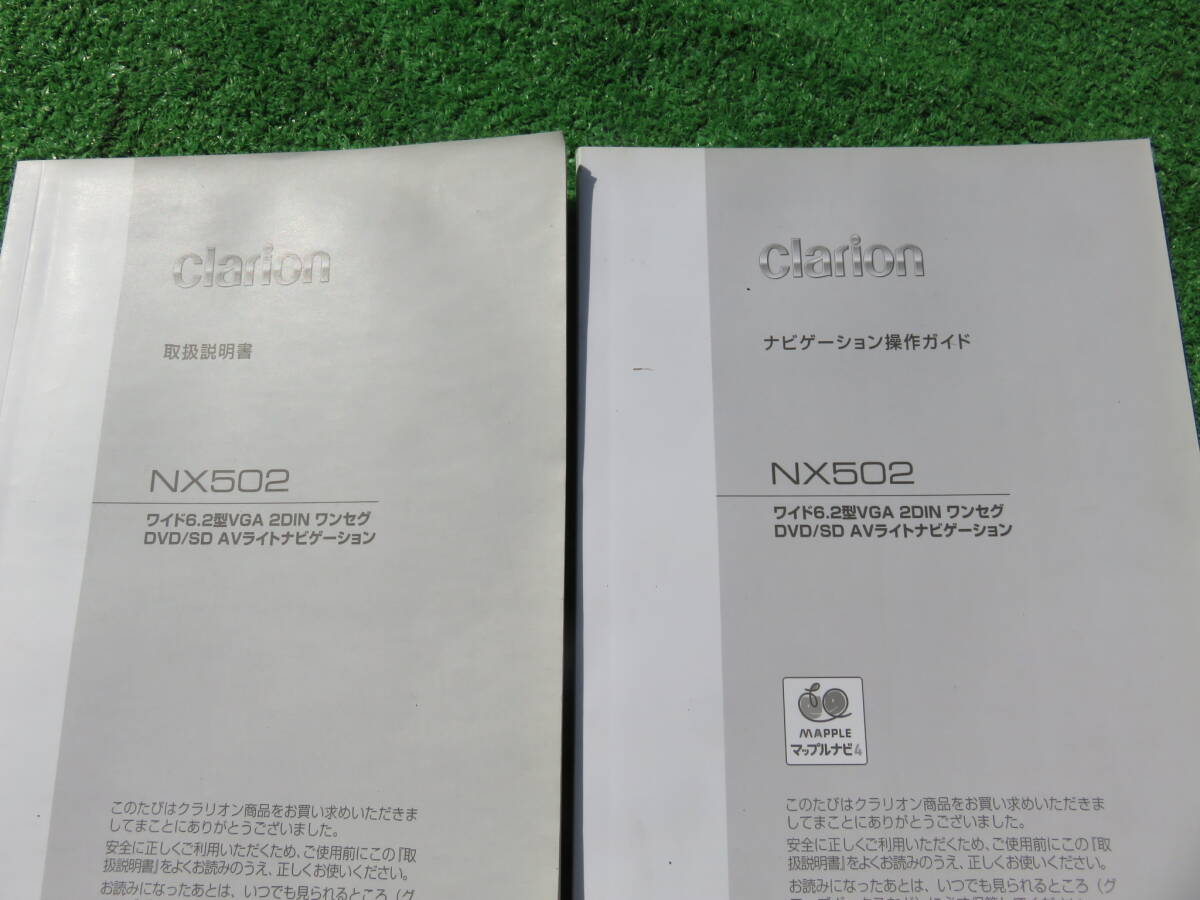 clarion
取扱説明書
NX502
ワイド6.2型VGA 2DIN ワンセグ
DVD/SD AVライトナビゲーション
このたびはクラリオン商品をお買い求めいただきま
してまことにありがとうございました。
安全に正しくご利用いただくため、ご使用前にこの『取
扱説明書』をよくお読みのうえ、正しくお使いください。
お読みになったあとは、いつでも見られるところ（グ
clarion
ナビゲーション操作ガイド
NX502
ワイド6.2型VGA 2DIN ワンセグ
DVD/SD AVライトナビゲーション
MAPPLE
マップルナビ4
このたびはクラリオン商品をお買い求めいただきま
してまことにありがとうございました。
安全に正しくご利用いただくため、ご使用前にこの『取
扱説明書』をよくお読みのうえ、正しくお使いください。
お読みになったあとは、いつでも見られるところ（グ